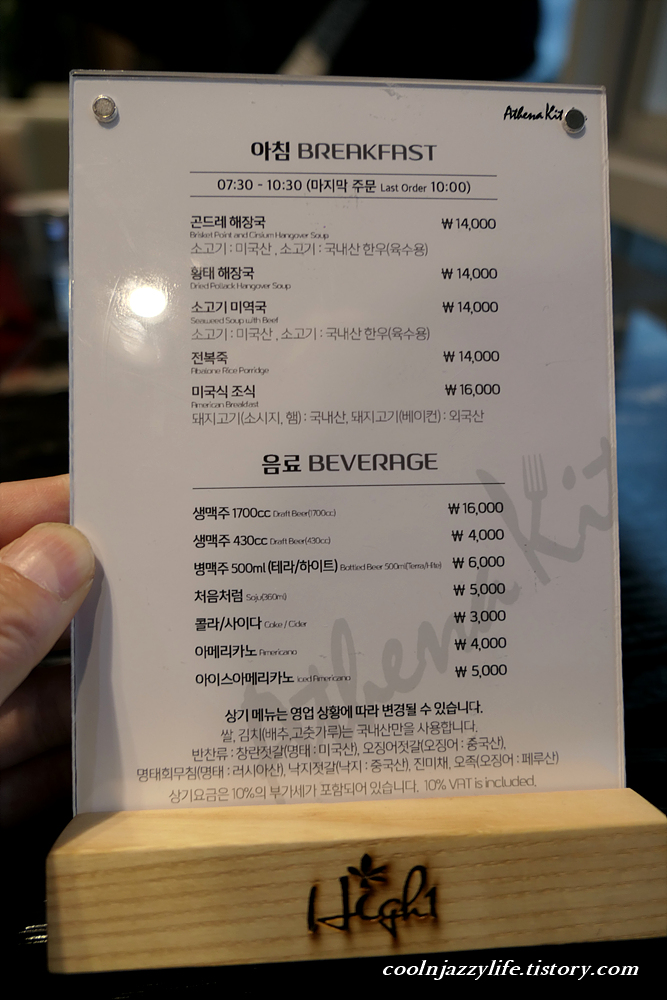 Athena Kit
아침 BREAKFAST
07:30 - 10:30 (마지막 주문 Last Order 10:00)
곤드레 해장국 ₩ 14,000
Brisket Point and Cirsium Hangover Soup
소고기 : 미국산 , 소고기 : 국내산 한우(육수용)
황태 해장국 ₩ 14,000
Dried Pollack Hangover Soup
소고기 미역국 ₩ 14,000
Seaweed Soup with Beef
소고기 : 미국산 , 소고기 : 국내산 한우(육수용)
전복죽 ₩ 14,000
Abalone Rice Porridge
미국식 조식 ₩ 16,000
American Breakfast
돼지고기(소시지, 햄) : 국내산, 돼지고기(베이컨) : 외국산
음료 BEVERAGE
생맥주 1700cc Draft Beer(1700cc) ₩ 16,000
생맥주 430cc Draft Beer(430cc) ₩ 4,000
병맥주 500ml (테라/하이트) Bottled Beer 500ml(Terra/Hite) ₩ 6,000
처음처럼 Soju(360ml) ₩ 5,000
콜라/사이다 Coke / Cider ₩ 3,000
아메리카노 Americano ₩ 4,000
아이스아메리카노 Iced Americano ₩ 5,000
Athena Kit
상기 메뉴는 영업 상황에 따라 변경될 수 있습니다.
쌀, 김치(배추,고춧가루)는 국내산만을 사용합니다.
반찬류 : 창란젓갈(명태 : 미국산), 오징어젓갈(오징어 : 중국산),
명태회무침(명태 : 러시아산), 낙지젓갈(낙지 : 중국산), 진미채, 오족(오징어 : 페루산)
상기요금은 10%의 부가세가 포함되어 있습니다. 10% VAT is included.
High1
coolnjazzylife.tistory.com